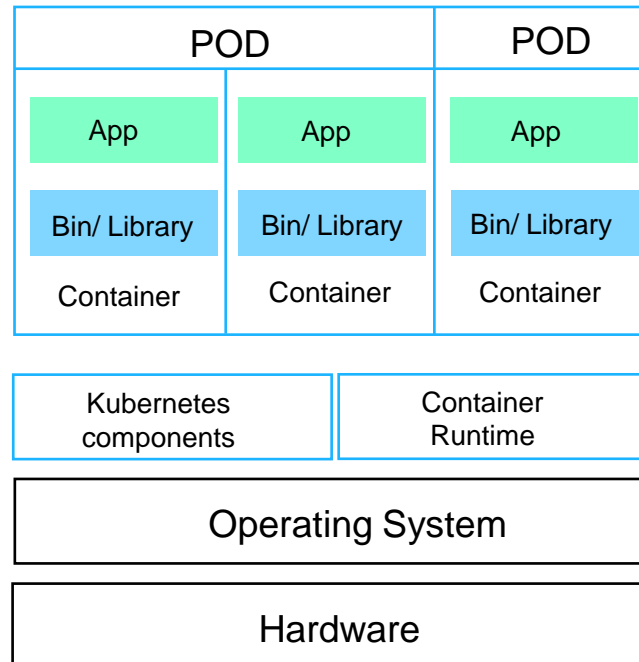 POD
POD
App
App
App
Bin/ Library
Bin/ Library
Bin/ Library
Container
Container
Container
Kubernetes
components
Container
Runtime
Operating System
Hardware